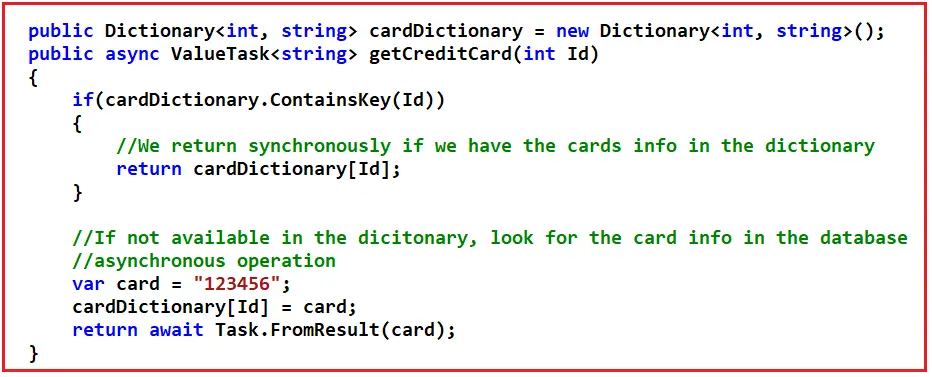 public Dictionary<int, string> cardDictionary = new Dictionary<int, string>();
public async ValueTask<string> getCreditCard(int Id)
{
if(cardDictionary.ContainsKey(Id))
{
//We return synchronously if we have the cards info in the dictionary
return cardDictionary[Id];
}
//If not available in the dicitonary, look for the card info in the database
//asynchronous operation
var card = "123456";
cardDictionary[Id] = card;
return await Task.FromResult(card);
}